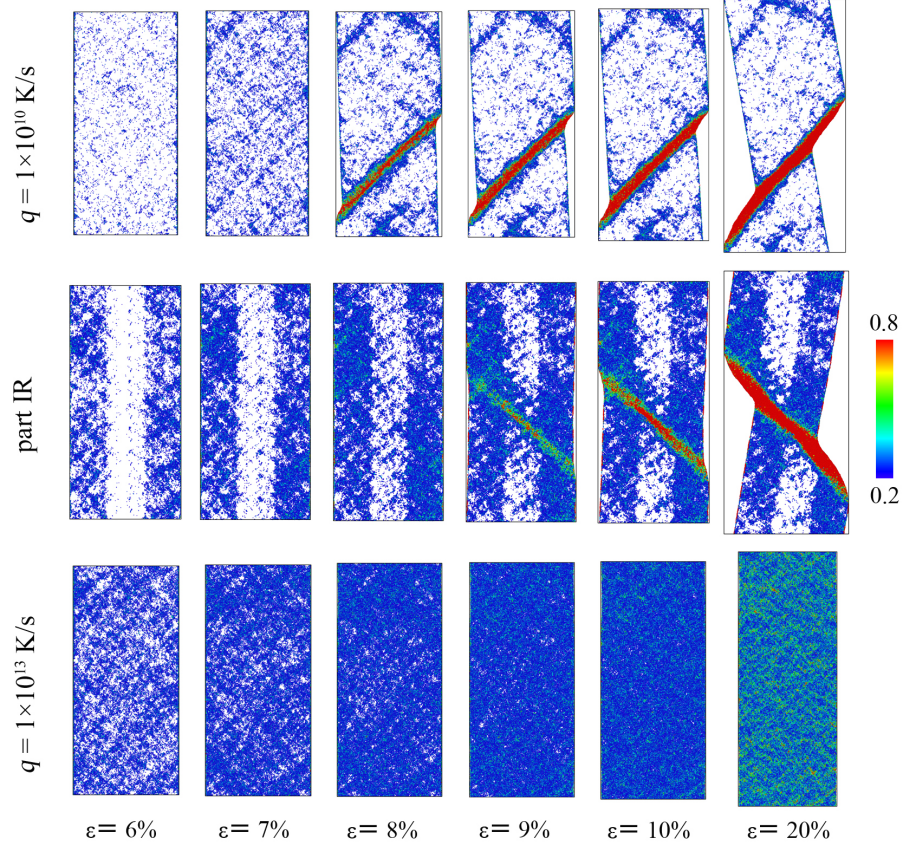 q = 1×10¹⁰ K/s
part IR
0.8
0.2
q = 1×10¹³ K/s
ε= 6%
ε= 7%
ε= 8%
ε= 9%
ε= 10%
ε= 20%